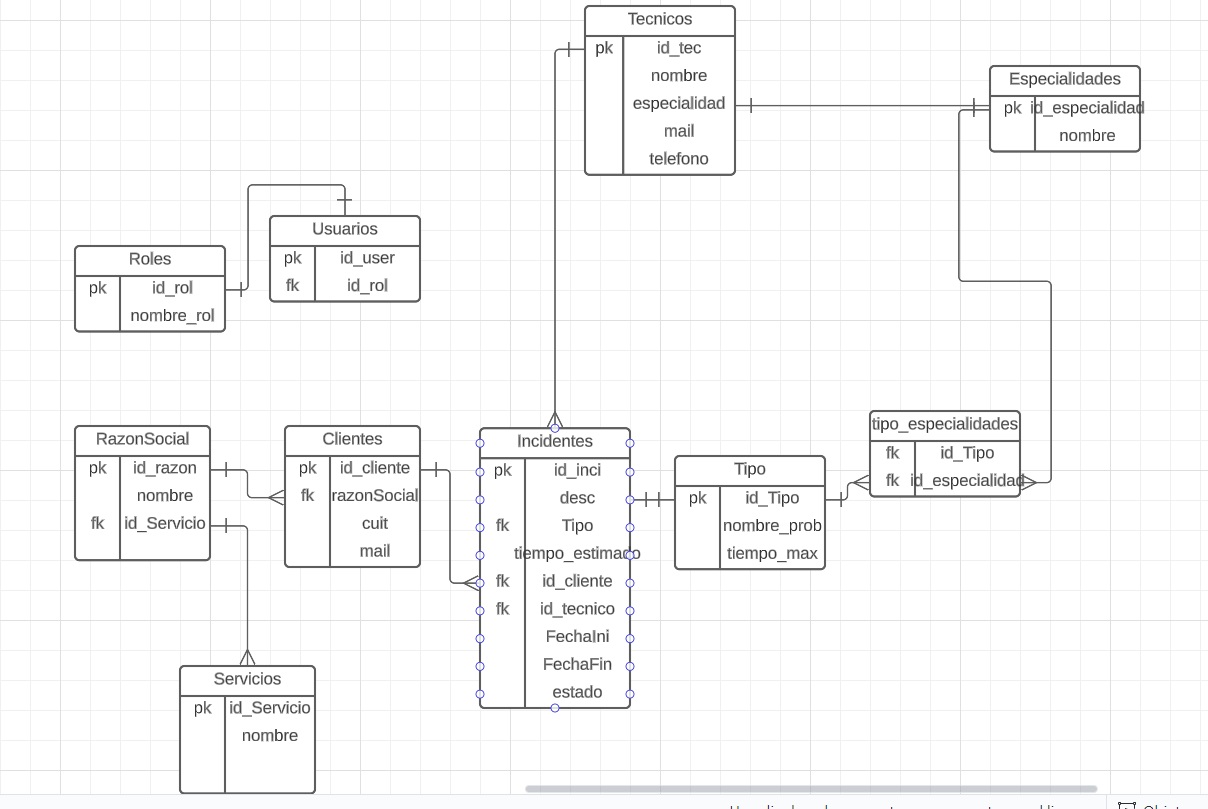 Tecnicos
pk id_tec
nombre
especialidad
mail
telefono
Especialidades
pk id_especialidad
nombre
Usuarios
pk id_user
fk id_rol
Roles
pk id_rol
nombre_rol
RazonSocial
pk id_razon
nombre
fk id_Servicio
Clientes
pk id_cliente
fk razonSocial
cuit
mail
Incidentes
pk id_inci
desc
fk Tipo
tiempo_estimado
fk id_cliente
fk id_tecnico
FechaIni
FechaFin
estado
Tipo
pk id_Tipo
nombre_prob
tiempo_max
tipo_especialidades
fk id_Tipo
fk id_especialidad
Servicios
pk id_Servicio
nombre